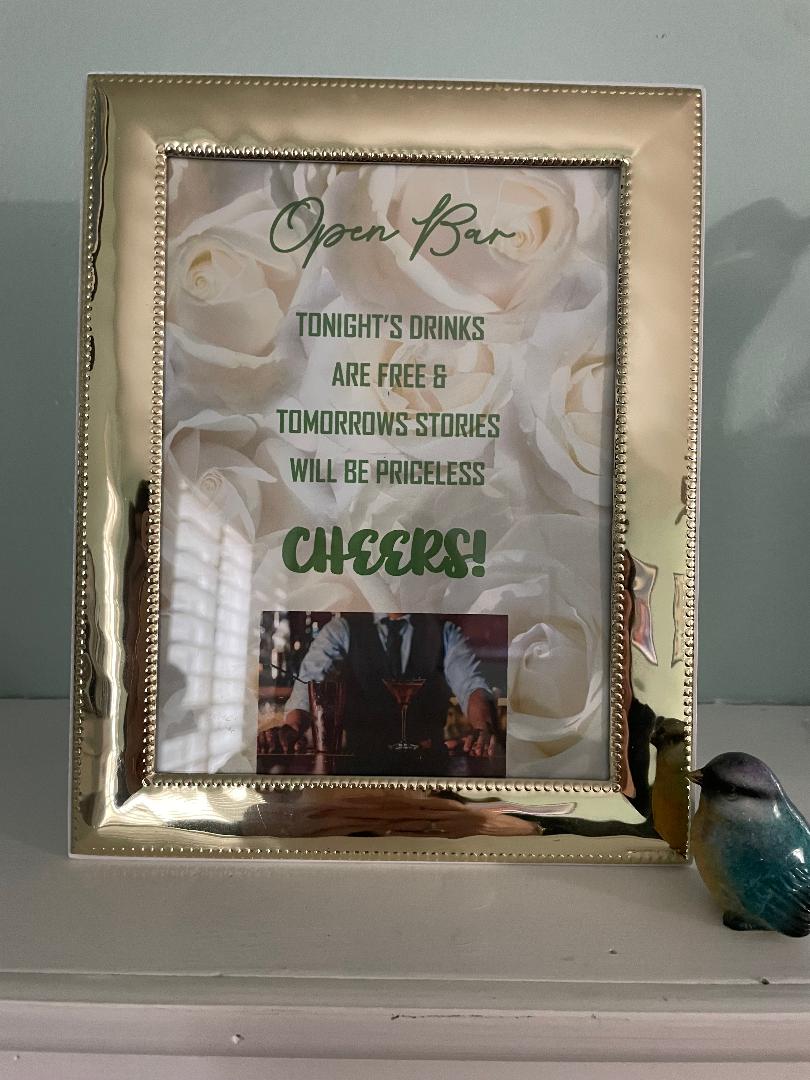 Open Bar
TONIGHT'S DRINKS
ARE FREE &
TOMORROWS STORIES
WILL BE PRICELESS
CHEERS!